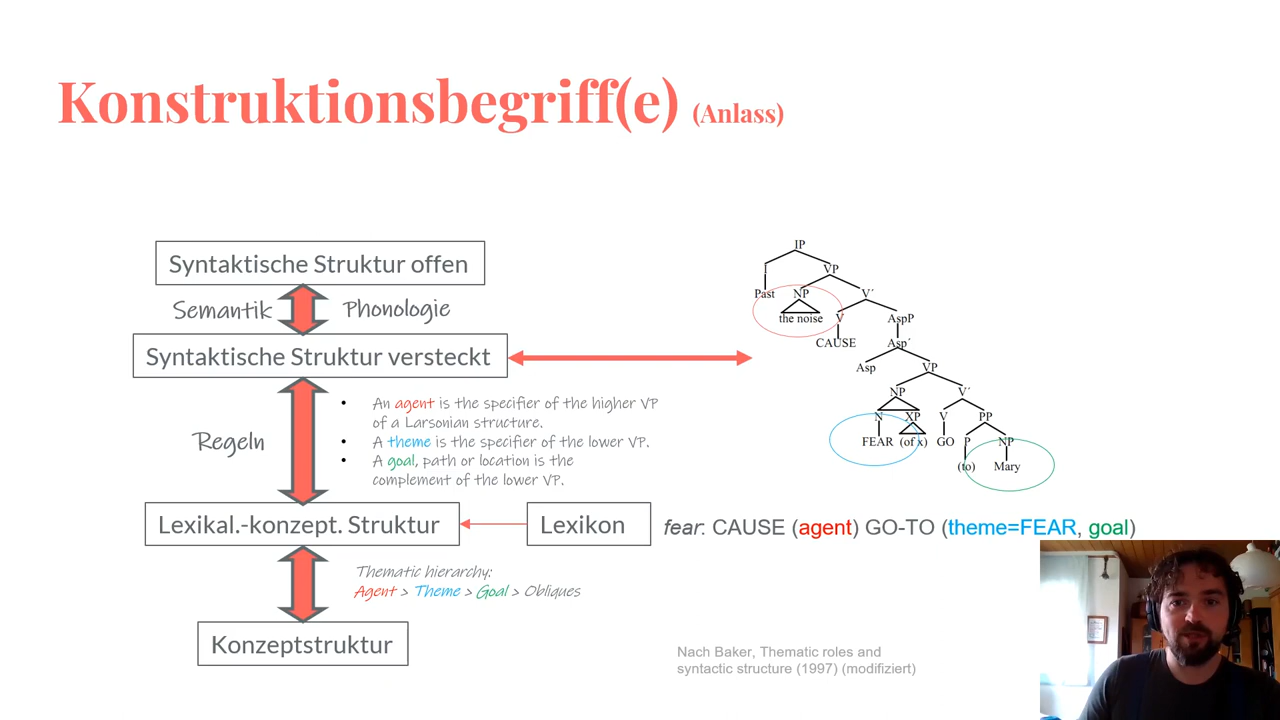 Konstruktionsbegriff(e) (Anlass)
Syntaktische Struktur offen
Semantik Phonologie
Syntaktische Struktur versteckt
Regeln
• An agent is the specifier of the higher VP
of a Larsonian structure.
• A theme is the specifier of the lower VP.
• A goal, path or location is the
complement of the lower VP.
Lexikal.-konzept. Struktur
Lexikon
fear: CAUSE (agent) GO-TO (theme=FEAR, goal)
Thematic hierarchy:
Agent > Theme > Goal > Obliques
Konzeptstruktur
IP
I VP
Past NP V´
the noise V AspP
CAUSE Asp´
Asp VP
NP V´
N XP V PP
FEAR (of x) GO P NP
(to) Mary
Nach Baker, Thematic roles and
syntactic structure (1997) (modifiziert)